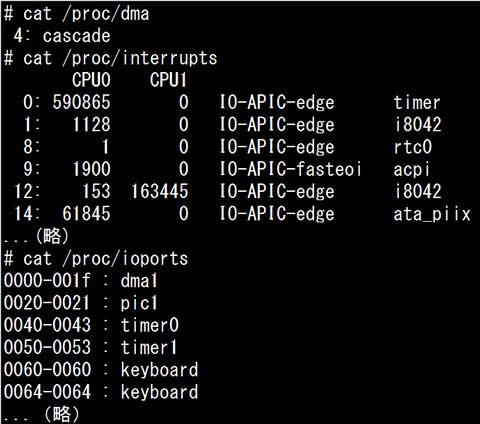 # cat /proc/dma
 4: cascade
# cat /proc/interrupts
       CPU0    CPU1
  0: 590865       0   IO-APIC-edge     timer
  1:   1128       0   IO-APIC-edge     i8042
  8:      1       0   IO-APIC-edge     rtc0
  9:   1900       0   IO-APIC-fasteoi  acpi
 12:    153  163445   IO-APIC-edge     i8042
 14:  61845       0   IO-APIC-edge     ata_piix
...(略)
# cat /proc/ioports
0000-001f : dma1
0020-0021 : pic1
0040-0043 : timer0
0050-0053 : timer1
0060-0060 : keyboard
0064-0064 : keyboard
... (略)